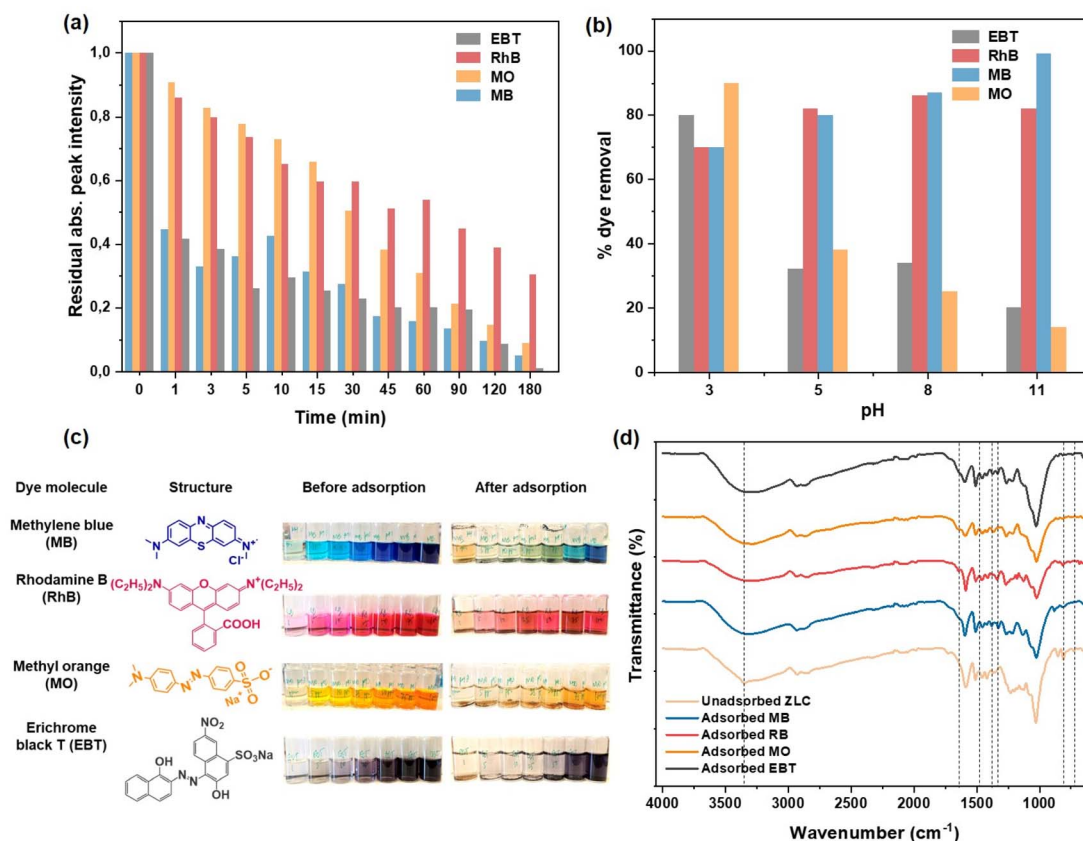 (a)
1,0
0,8
0,6
0,4
0,2
0,0
Residual abs. peak intensity
EBT
RhB
MO
MB
0 1 3 5 10 15 30 45 60 90 120 180
Time (min)
(b)
100
80
60
40
20
0
% dye removal
EBT
RhB
MB
MO
3 5 8 11
pH
(c)
Dye molecule Structure Before adsorption After adsorption
Methylene blue
(MB)
N
N S N+
Cl-
Rhodamine B
(RhB)
(C2H5)2N O N+(C2H5)2
COOH
Methyl orange
(MO)
N N N S O O O-
Na+
Erichrome
black T (EBT)
NO2
OH N N SO3Na
OH
(d)
Transmittance (%)
Unadsorbed ZLC
Adsorbed MB
Adsorbed RB
Adsorbed MO
Adsorbed EBT
4000 3500 3000 2500 2000 1500 1000
Wavenumber (cm-1)